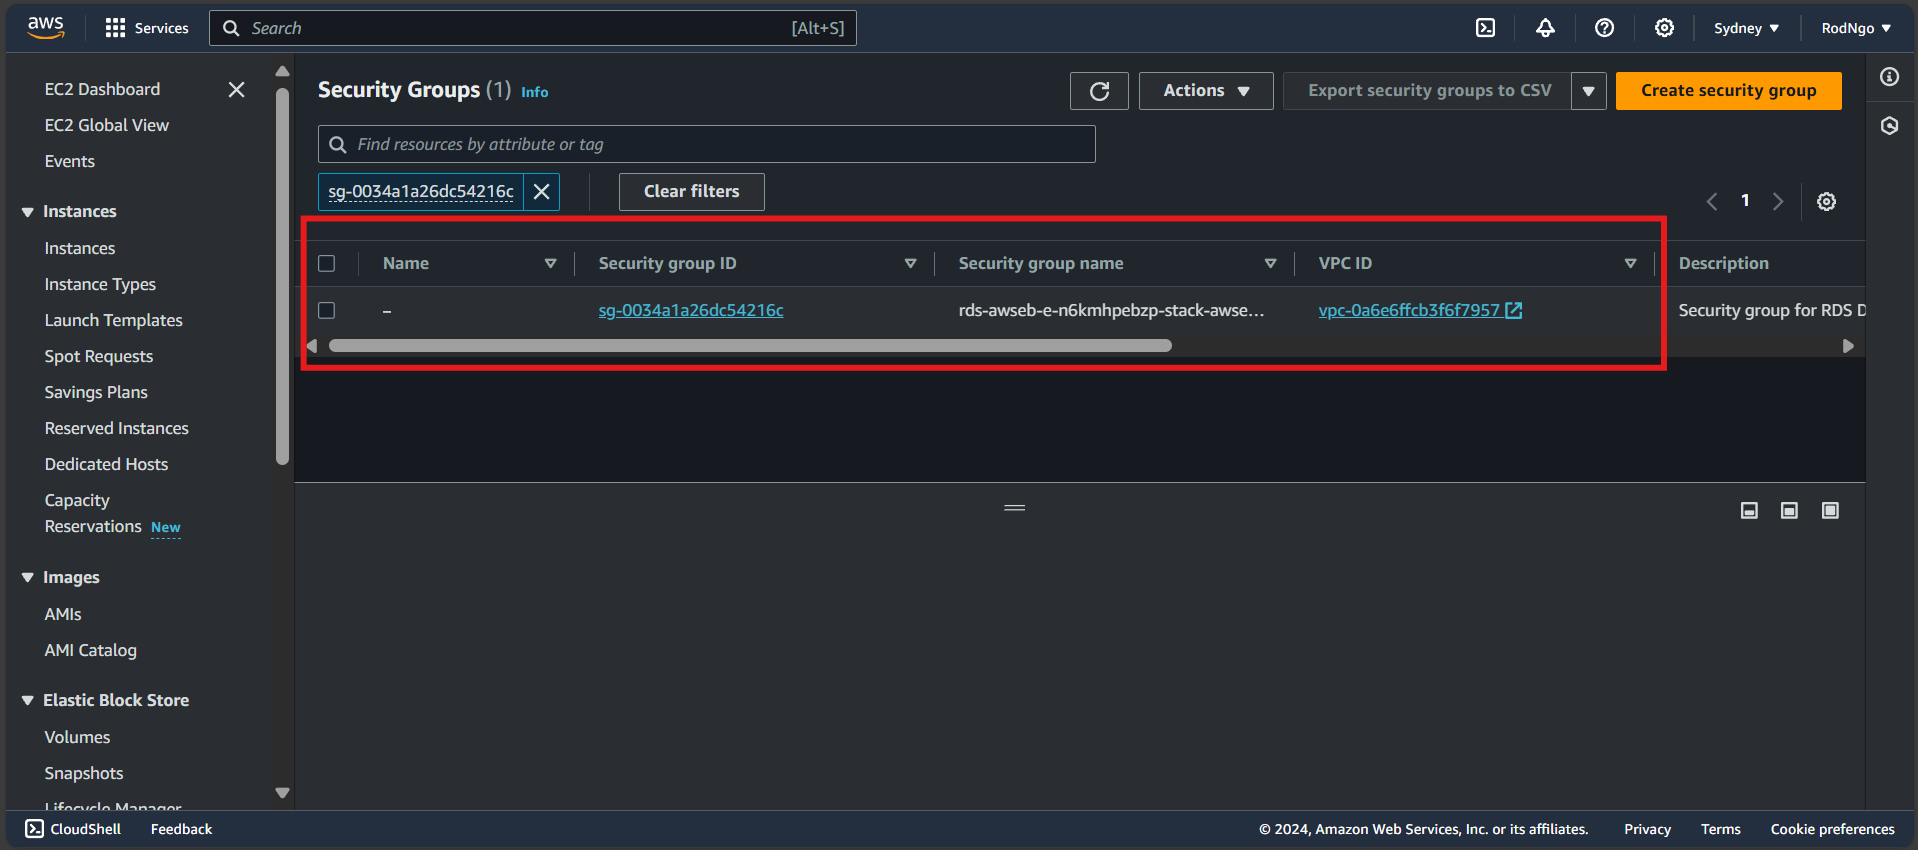 aws
Services
Search
[Alt+S]
Sydney
RodNgo
EC2 Dashboard
EC2 Global View
Events
Instances
Instances
Instance Types
Launch Templates
Spot Requests
Savings Plans
Reserved Instances
Dedicated Hosts
Capacity
Reservations New
Images
AMIs
AMI Catalog
Elastic Block Store
Volumes
Snapshots
Lifecycle Manager
Security Groups (1) Info
Actions
Export security groups to CSV
Create security group
Find resources by attribute or tag
sg-0034a1a26dc54216c
Clear filters
1
Name Security group ID Security group name VPC ID Description
– sg-0034a1a26dc54216c rds-awseb-e-n6kmhpebzp-stack-awse... vpc-0a6e6ffcb3f6f7957 Security group for RDS D
CloudShell Feedback
© 2024, Amazon Web Services, Inc. or its affiliates. Privacy Terms Cookie preferences